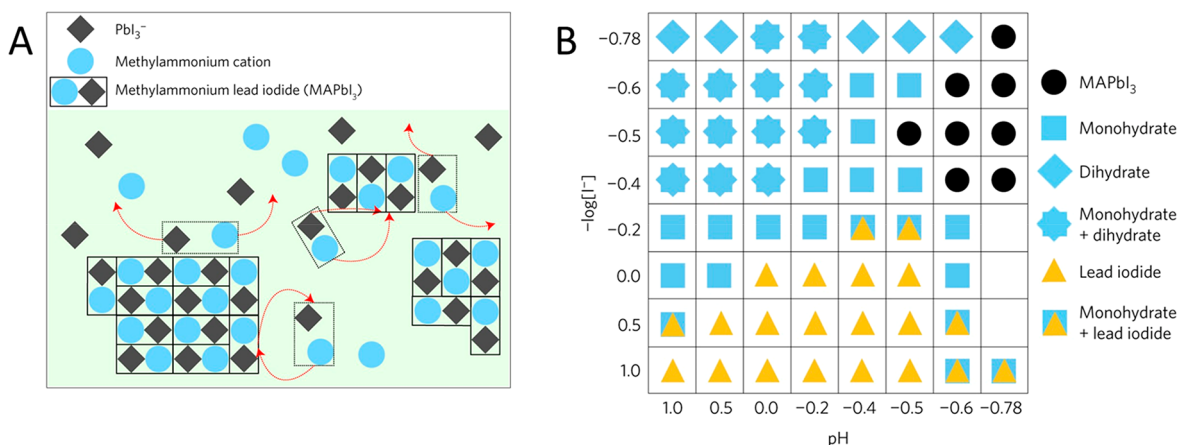 A
PbI₃⁻
Methylammonium cation
Methylammonium lead iodide (MAPbI₃)
B
−0.78
−0.6
−0.5
−0.4
−0.2
0.0
0.5
1.0
−log[I⁻]
1.0 0.5 0.0 −0.2 −0.4 −0.5 −0.6 −0.78
pH
MAPbI₃
Monohydrate
Dihydrate
Monohydrate
+ dihydrate
Lead iodide
Monohydrate
+ lead iodide